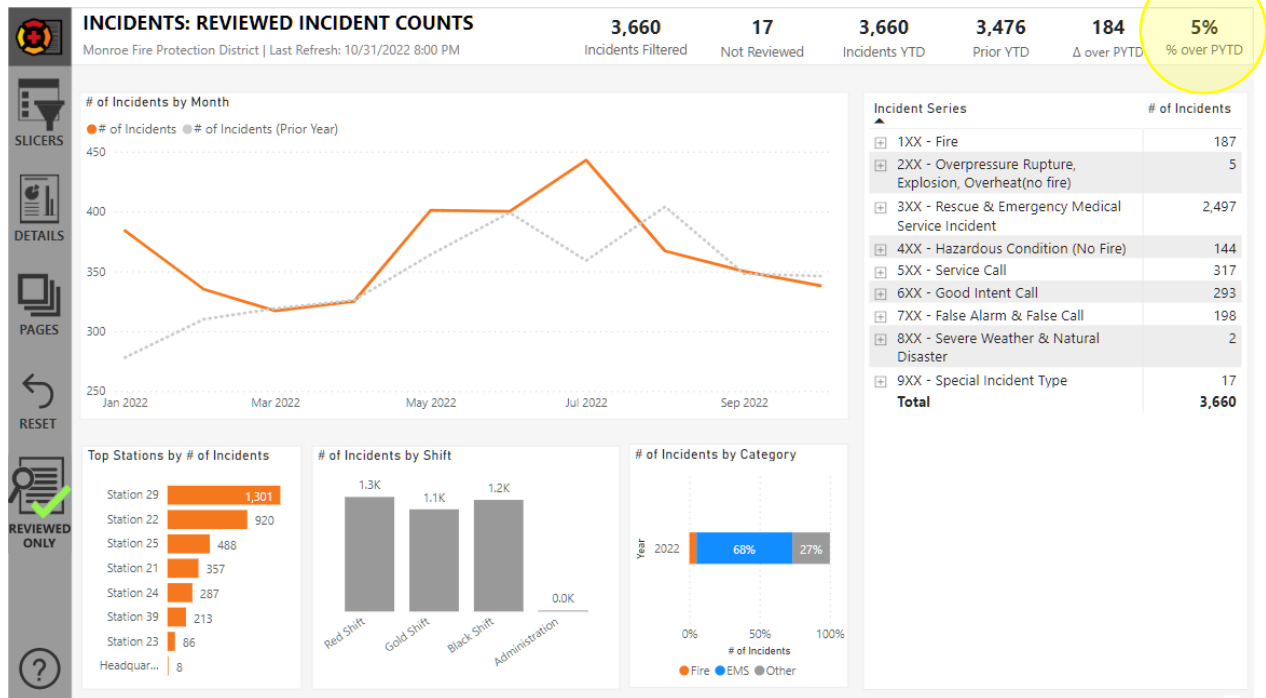 INCIDENTS: REVIEWED INCIDENT COUNTS
Monroe Fire Protection District | Last Refresh: 10/31/2022 8:00 PM
3,660
Incidents Filtered
17
Not Reviewed
3,660
Incidents YTD
3,476
Prior YTD
184
Δ over PYTD
5%
% over PYTD
SLICERS
DETAILS
PAGES
RESET
REVIEWED
ONLY
?
# of Incidents by Month
# of Incidents # of Incidents (Prior Year)
450
400
350
300
250
Jan 2022 Mar 2022 May 2022 Jul 2022 Sep 2022
Incident Series # of Incidents
1XX - Fire 187
2XX - Overpressure Rupture, 5
Explosion, Overheat(no fire)
3XX - Rescue & Emergency Medical 2,497
Service Incident
4XX - Hazardous Condition (No Fire) 144
5XX - Service Call 317
6XX - Good Intent Call 293
7XX - False Alarm & False Call 198
8XX - Severe Weather & Natural 2
Disaster
9XX - Special Incident Type 17
Total 3,660
Top Stations by # of Incidents
Station 29 1,301
Station 22 920
Station 25 488
Station 21 357
Station 24 287
Station 39 213
Station 23 86
Headquar... 8
# of Incidents by Shift
1.3K
1.1K
1.2K
0.0K
Red Shift
Gold Shift
Black Shift
Administration
# of Incidents by Category
Year
2022 68% 27%
0% 50% 100%
# of Incidents
Fire EMS Other